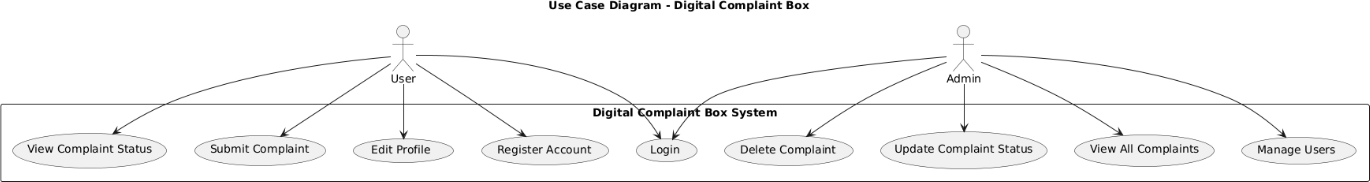 Use Case Diagram - Digital Complaint Box
User
Admin
Digital Complaint Box System
View Complaint Status
Submit Complaint
Edit Profile
Register Account
Login
Delete Complaint
Update Complaint Status
View All Complaints
Manage Users